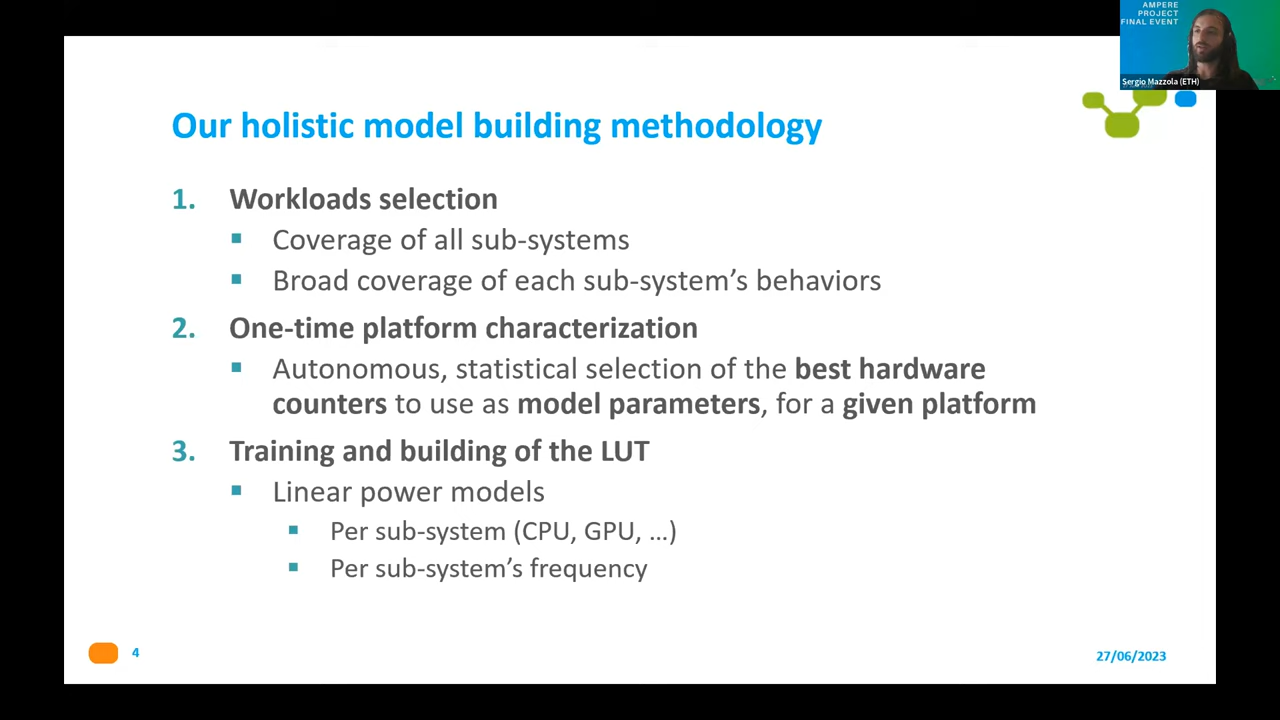 AMPERE
PROJECT
FINAL EVENT
Sergio Mazzola (ETH)
Our holistic model building methodology
1. Workloads selection
▪ Coverage of all sub-systems
▪ Broad coverage of each sub-system’s behaviors
2. One-time platform characterization
▪ Autonomous, statistical selection of the best hardware
counters to use as model parameters, for a given platform
3. Training and building of the LUT
▪ Linear power models
▪ Per sub-system (CPU, GPU, …)
▪ Per sub-system’s frequency
4
27/06/2023